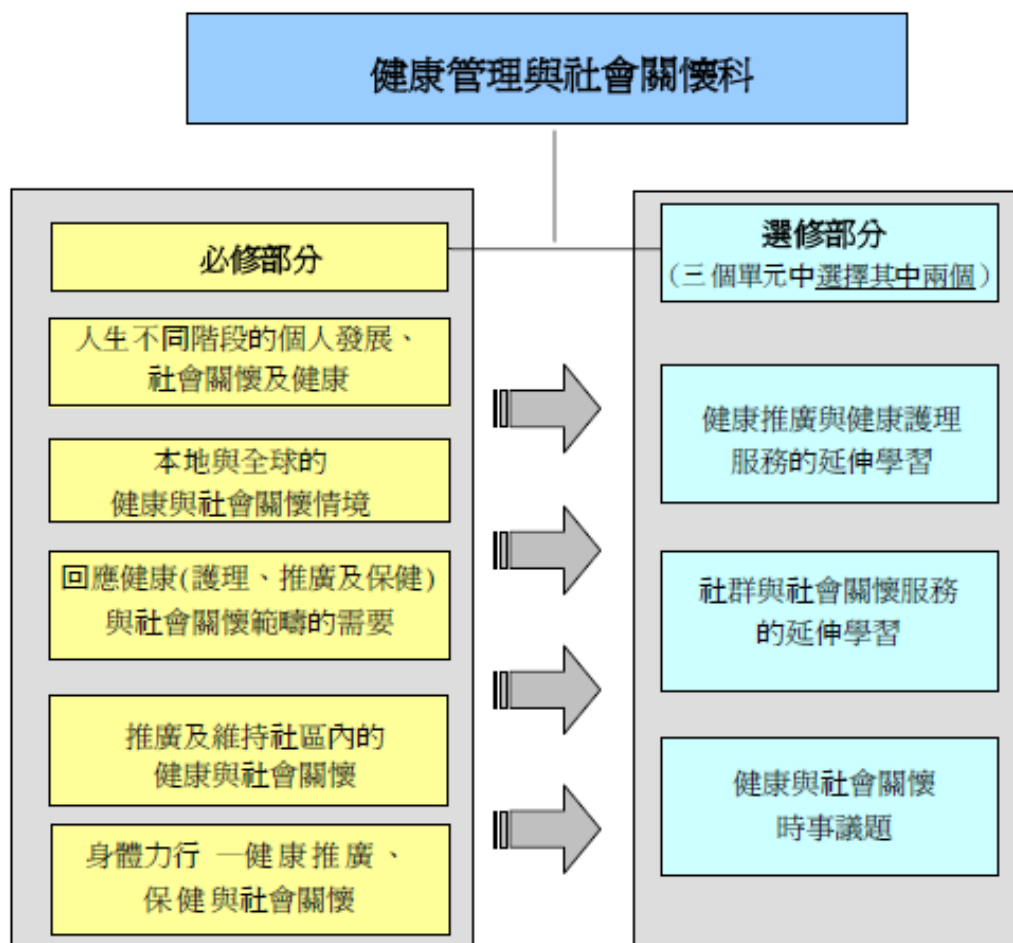 健康管理與社會關懷科
必修部分
人生不同階段的個人發展、
社會關懷及健康
本地與全球的
健康與社會關懷情境
回應健康(護理、推廣及保健)
與社會關懷範疇的需要
推廣及維持社區內的
健康與社會關懷
身體力行 —健康推廣、
保健與社會關懷
選修部分
（三個單元中選擇其中兩個）
健康推廣與健康護理
服務的延伸學習
社群與社會關懷服務
的延伸學習
健康與社會關懷
時事議題